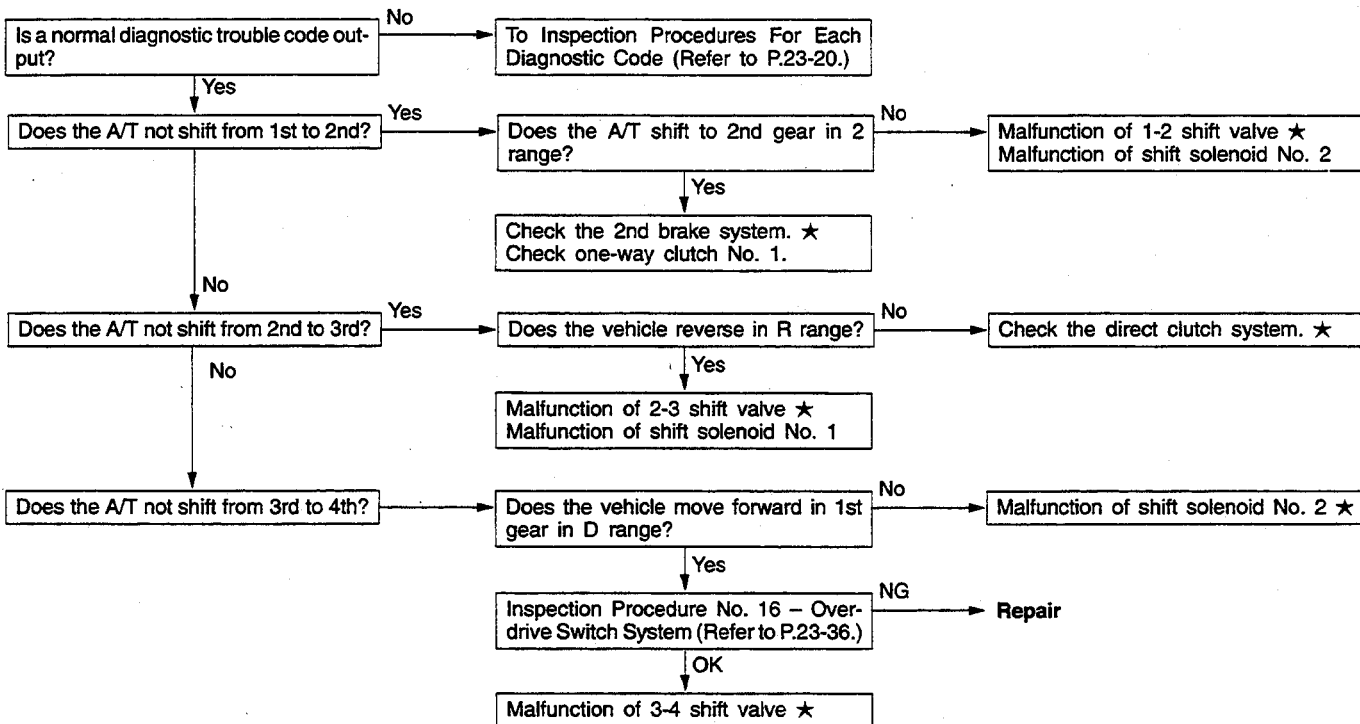 Is a normal diagnostic trouble code out-
put?
No
To Inspection Procedures For Each
Diagnostic Code (Refer to P.23-20.)
Yes
Does the A/T not shift from 1st to 2nd?
Yes
Does the A/T shift to 2nd gear in 2
range?
No
Malfunction of 1-2 shift valve ★
Malfunction of shift solenoid No. 2
Yes
Check the 2nd brake system. ★
Check one-way clutch No. 1.
No
Does the A/T not shift from 2nd to 3rd?
Yes
Does the vehicle reverse in R range?
No
Check the direct clutch system. ★
Yes
Malfunction of 2-3 shift valve ★
Malfunction of shift solenoid No. 1
No
Does the A/T not shift from 3rd to 4th?
Does the vehicle move forward in 1st
gear in D range?
No
Malfunction of shift solenoid No. 2 ★
Yes
Inspection Procedure No. 16 – Over-
drive Switch System (Refer to P.23-36.)
NG
Repair
OK
Malfunction of 3-4 shift valve ★